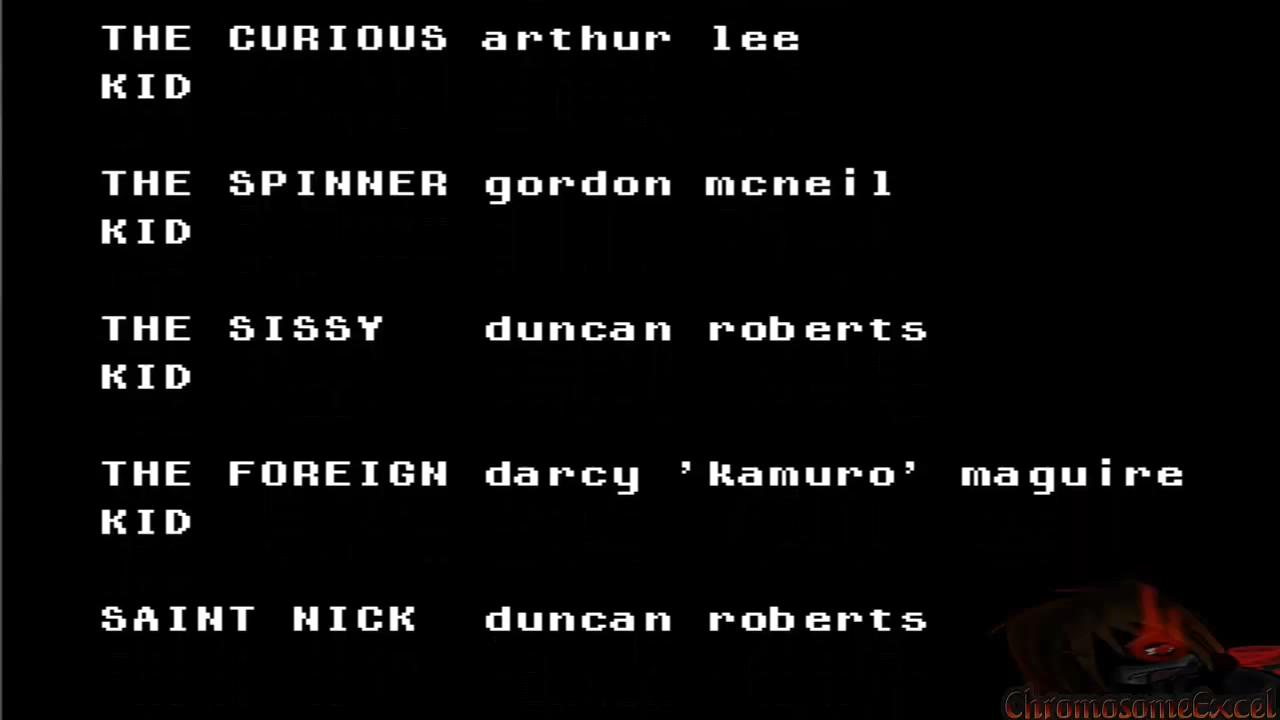 THE CURIOUS arthur lee
KID
THE SPINNER gordon mcneil
KID
THE SISSY duncan roberts
KID
THE FOREIGN darcy 'kamuro' maguire
KID
SAINT NICK duncan roberts
ChromosomeExcel